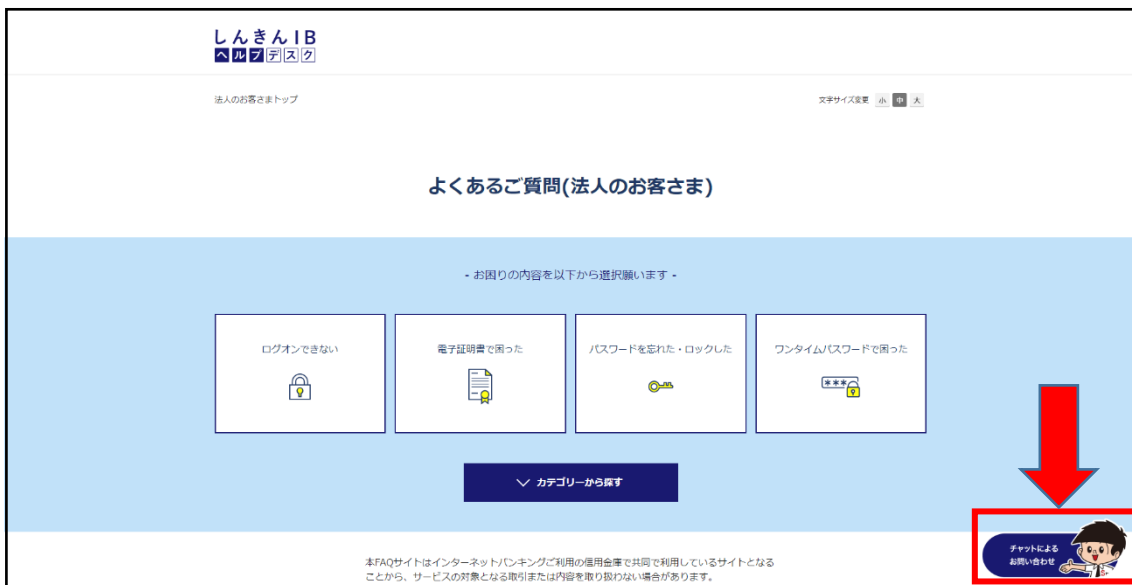 しんきんIB
ヘルプデスク
法人のお客さまトップ
文字サイズ変更 小 中 大
よくあるご質問(法人のお客さま)
- お困りの内容を以下から選択願います -
ログオンできない
電子証明書で困った
パスワードを忘れた・ロックした
ワンタイムパスワードで困った
***
カテゴリーから探す
チャットによる
お問い合わせ
本FAQサイトはインターネットバンキングご利用の信用金庫で共同で利用しているサイトとなる
ことから、サービスの対象となる取引または内容を取り扱わない場合があります。